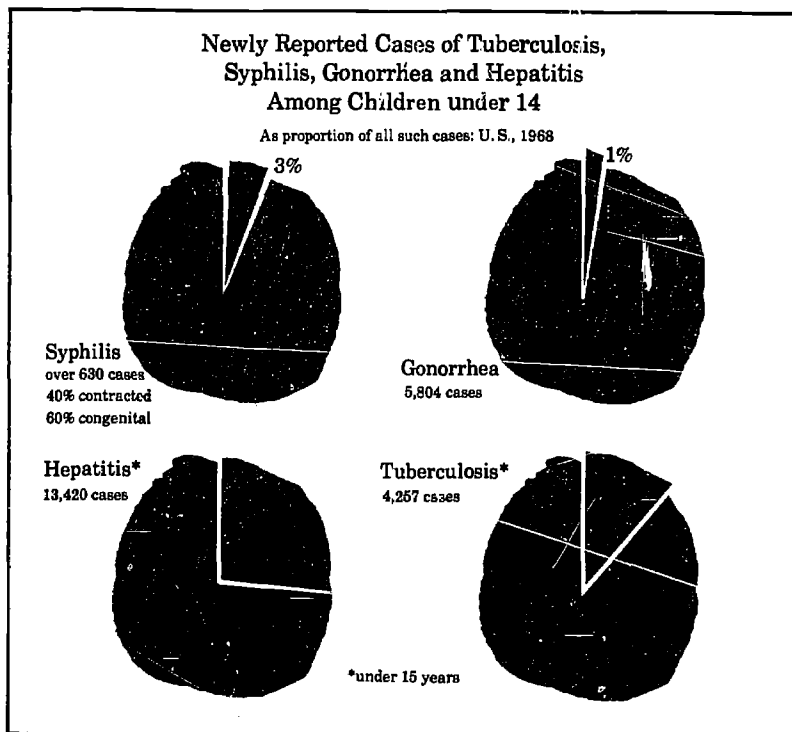 Newly Reported Cases of Tuberculosis,
Syphilis, Gonorrhea and Hepatitis
Among Children under 14
As proportion of all such cases: U.S., 1968
3%
1%
Syphilis
over 630 cases
40% contracted
60% congenital
Gonorrhea
5,804 cases
Hepatitis*
13,420 cases
Tuberculosis*
4,257 cases
*under 15 years